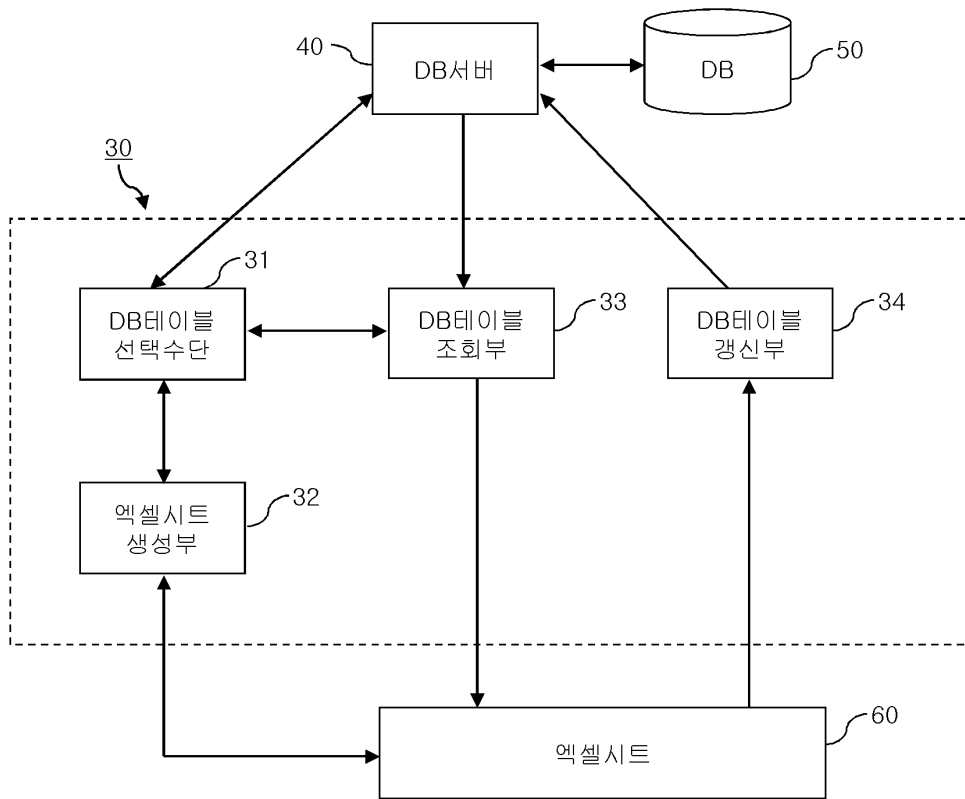 40
DB서버
DB
50
30
31
DB테이블
선택수단
DB테이블
조회부
33
DB테이블
갱신부
34
엑셀시트
생성부
32
엑셀시트
60